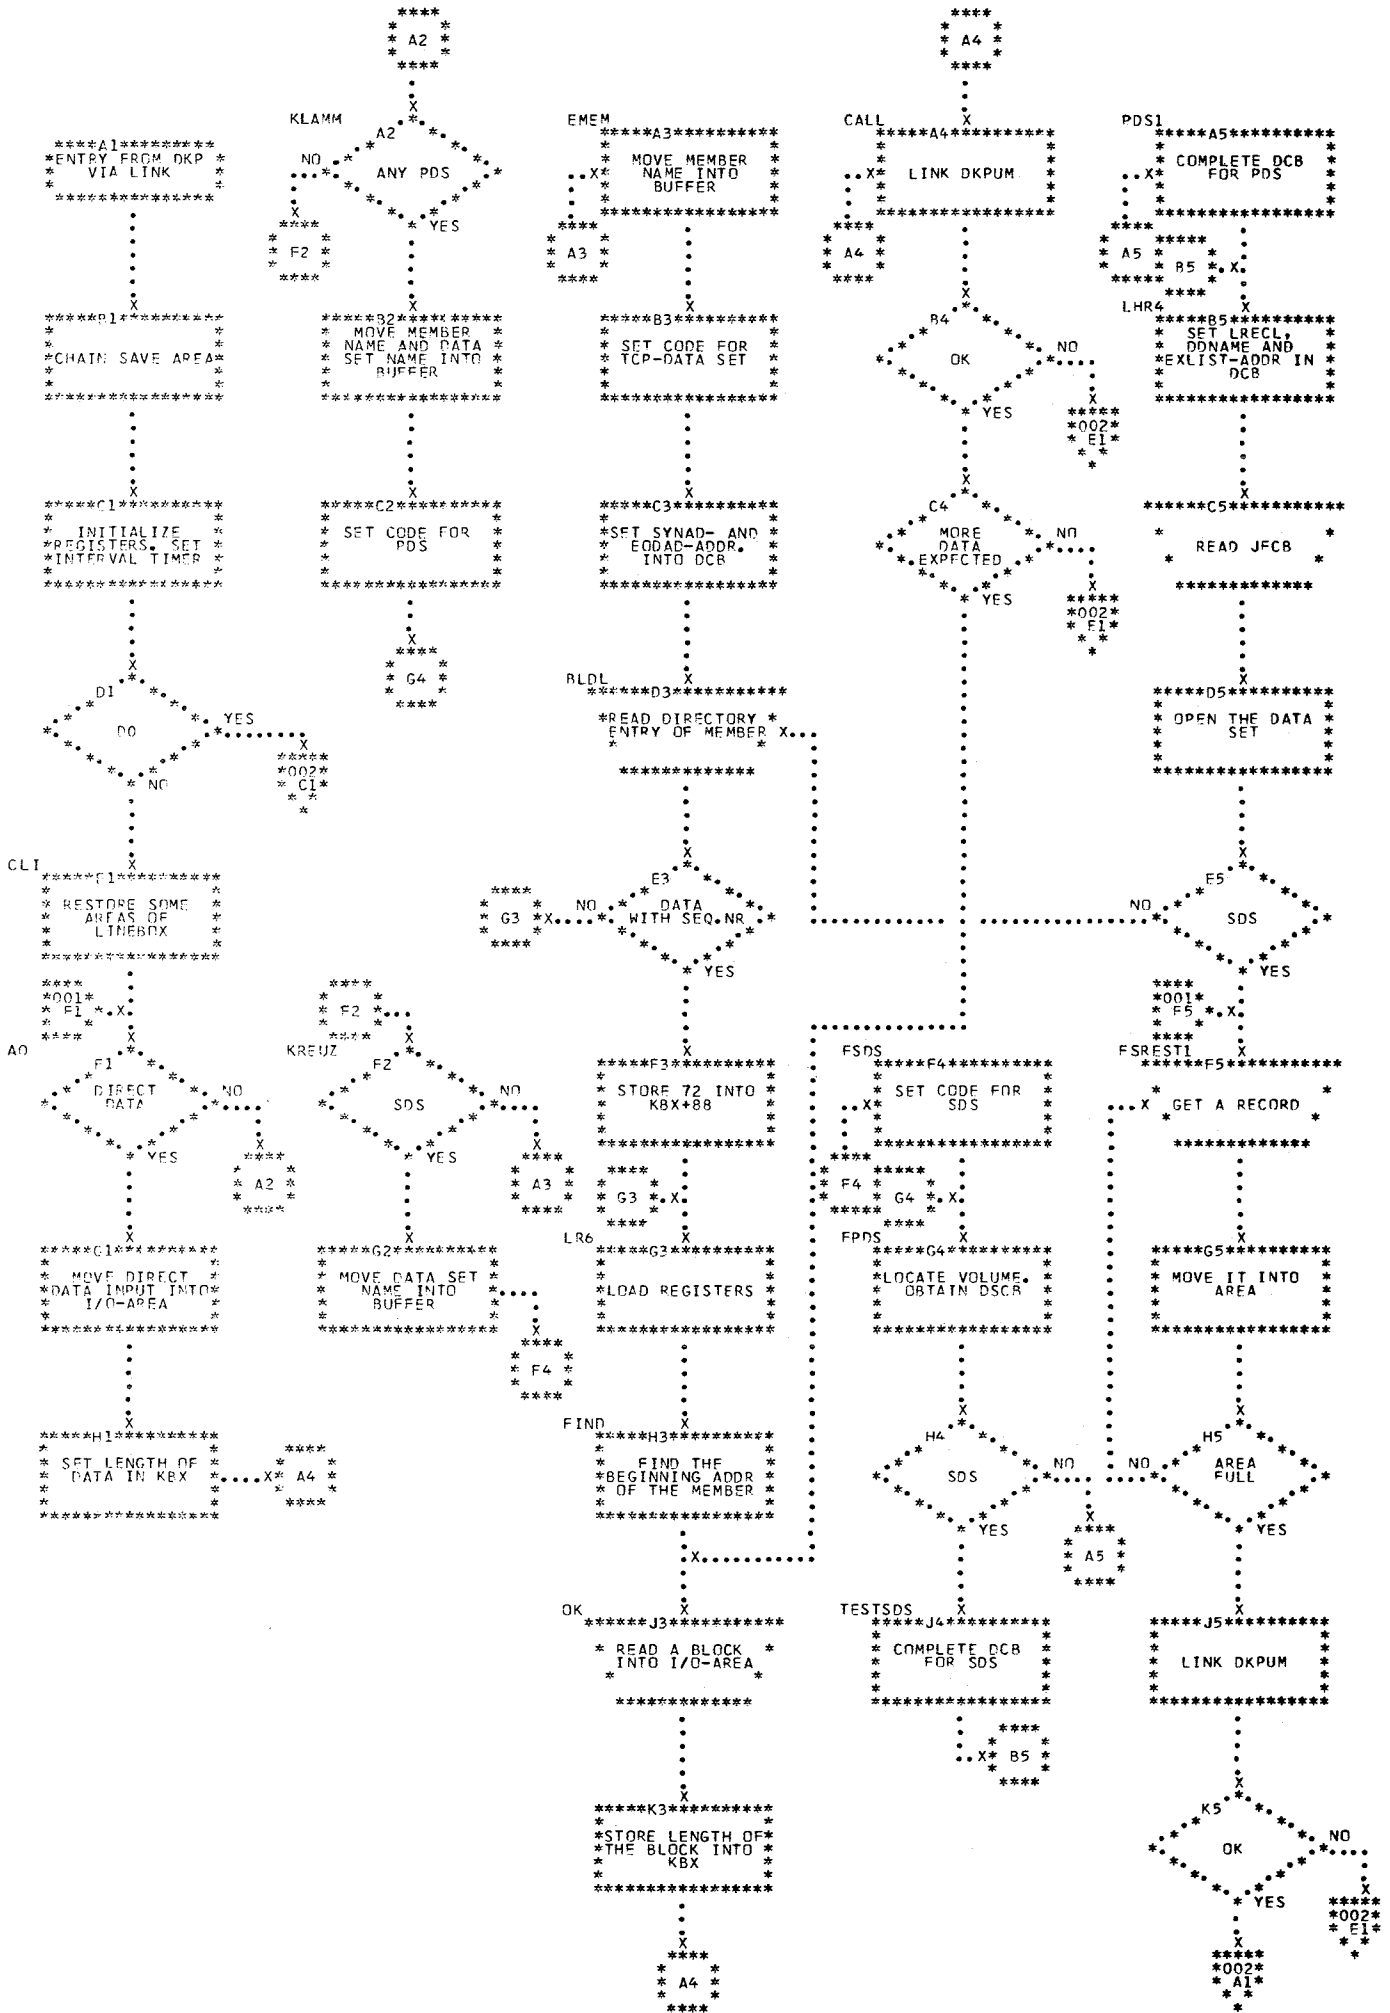 A1
ENTRY FROM DKP
VIA LINK
B1
CHAIN SAVE AREA
C1
INITIALIZE
REGISTERS. SET
INTERVAL TIMER
D1
DO
YES
002
C1
NO
CLI
E1
RESTORE SOME
AREAS OF
LINEBOX
001
F1
AO
F1
DIRECT
DATA
NO
A2
YES
G1
MOVE DIRECT
DATA INPUT INTO
I/O-AREA
H1
SET LENGTH OF
DATA IN KBX
A4
A2
KLAMM
A2
ANY PDS
NO
F2
YES
B2
MOVE MEMBER
NAME AND DATA
SET NAME INTO
BUFFER
C2
SET CODE FOR
PDS
G4
F2
KREUZ
F2
SDS
NO
A3
YES
G2
MOVE DATA SET
NAME INTO
BUFFER
F4
EMEM
A3
MOVE MEMBER
NAME INTO
BUFFER
A3
B3
SET CODE FOR
TCP-DATA SET
C3
SET SYNAD- AND
EODAD-ADDR.
INTO DCB
BLDL
D3
READ DIRECTORY
ENTRY OF MEMBER
E3
DATA
WITH SEQ.NR
NO
G3
YES
F3
STORE 72 INTO
KBX+88
G3
LR6
G3
LOAD REGISTERS
FIND
H3
FIND THE
BEGINNING ADDR
OF THE MEMBER
OK
J3
READ A BLOCK
INTO I/O-AREA
K3
STORE LENGTH OF
THE BLOCK INTO
KBX
A4
A4
CALL
A4
LINK DKPUM
A4
B4
OK
NO
002
E1
YES
C4
MORE
DATA
EXPECTED
NO
002
E1
YES
FSDS
F4
SET CODE FOR
SDS
F4
G4
FPDS
G4
LOCATE VOLUME.
OBTAIN DSCB
H4
SDS
NO
A5
YES
TESTSDS
J4
COMPLETE DCB
FOR SDS
B5
PDS1
A5
COMPLETE DCB
FOR PDS
A5
B5
LHR4
B5
SET LRECL,
DDNAME AND
EXLIST-ADDR IN
DCB
C5
READ JFCB
D5
OPEN THE DATA
SET
E5
SDS
NO
YES
001
F5
FSREST1
F5
GET A RECORD
G5
MOVE IT INTO
AREA
H5
AREA
FULL
NO
YES
J5
LINK DKPUM
K5
OK
NO
002
E1
YES
002
A1